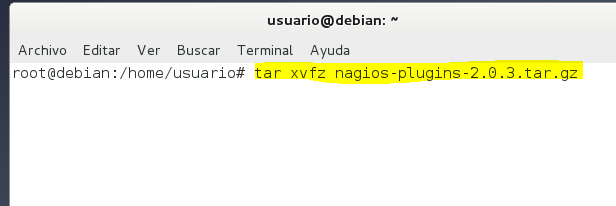 usuario@debian: ~
Archivo Editar Ver Buscar Terminal Ayuda
root@debian:/home/usuario# tar xvfz nagios-plugins-2.0.3.tar.gz